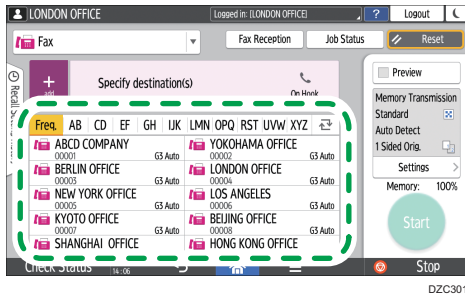 LONDON OFFICE
Logged in: [LONDON OFFICE]
?
Logout
Fax
Fax Reception
Job Status
Reset
Specify destination(s)
On Hook
Preview
Memory Transmission
Standard
Auto Detect
1 Sided Orig.
Settings
Memory: 100%
Start
Freq. AB CD EF GH IJK LMN OPQ RST UVW XYZ
ABCD COMPANY
00001 G3 Auto
YOKOHAMA OFFICE
00002 G3 Auto
BERLIN OFFICE
00003 G3 Auto
LONDON OFFICE
00004 G3 Auto
NEW YORK OFFICE
00005 G3 Auto
LOS ANGELES
00006 G3 Auto
KYOTO OFFICE
00007 G3 Auto
BEIJING OFFICE
00008 G3 Auto
SHANGHAI OFFICE
HONG KONG OFFICE
Check Status
14:06
Stop
DZC301